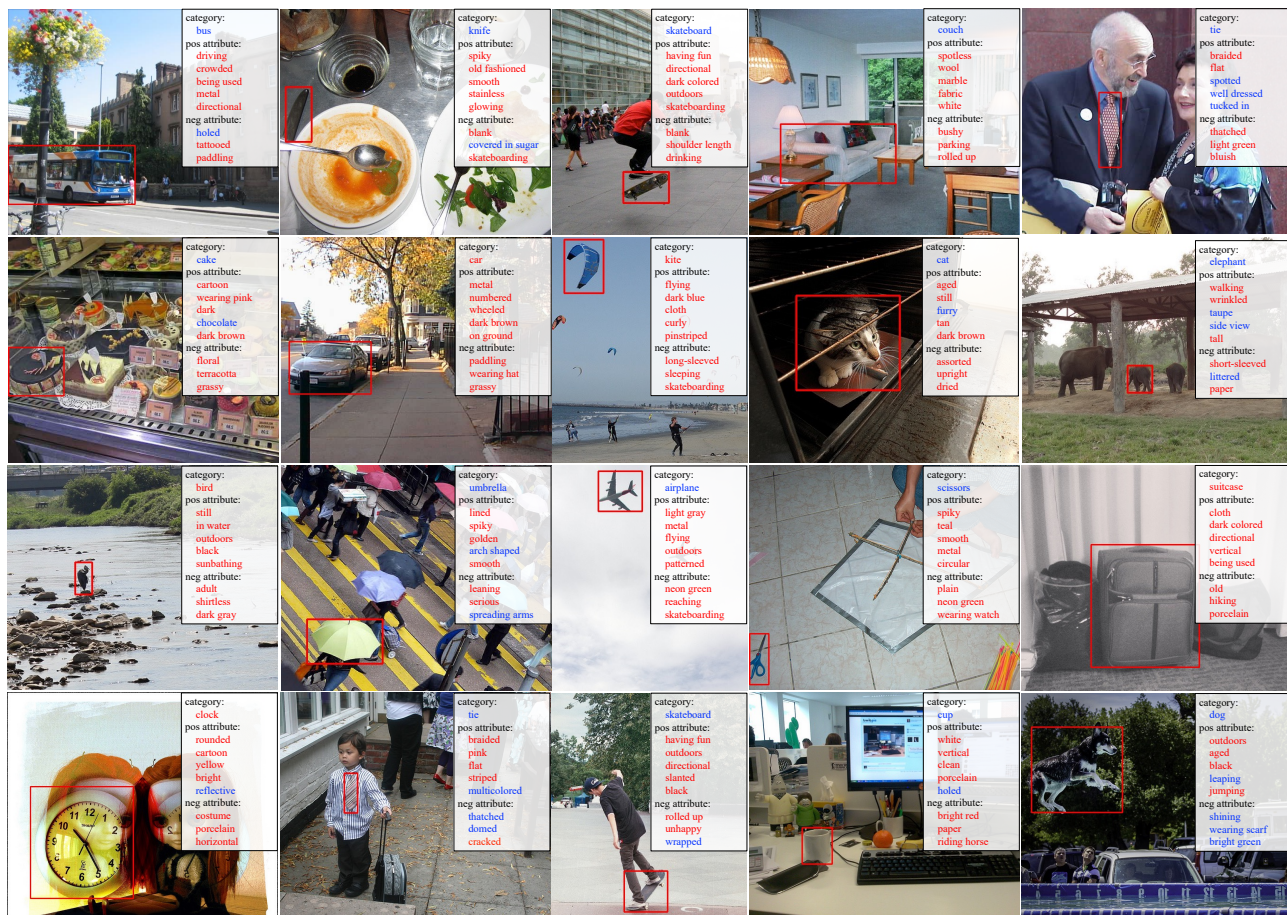 category:
bus
pos attribute:
driving
crowded
being used
metal
directional
neg attribute:
holed
tattooed
paddling
category:
knife
pos attribute:
spiky
old fashioned
smooth
stainless
glowing
neg attribute:
blank
covered in sugar
skateboarding
category:
skateboard
pos attribute:
having fun
directional
dark colored
outdoors
skateboarding
neg attribute:
blank
shoulder length
drinking
category:
couch
pos attribute:
spotless
wool
marble
fabric
white
neg attribute:
bushy
parking
rolled up
category:
tie
pos attribute:
braided
flat
spotted
well dressed
tucked in
neg attribute:
thatched
light green
bluish
category:
cake
pos attribute:
cartoon
wearing pink
dark
chocolate
dark brown
neg attribute:
floral
terracotta
grassy
category:
car
pos attribute:
metal
numbered
wheeled
dark brown
on ground
neg attribute:
paddling
wearing hat
grassy
category:
kite
pos attribute:
flying
dark blue
cloth
curly
pinstriped
neg attribute:
long-sleeved
sleeping
skateboarding
category:
cat
pos attribute:
aged
still
furry
tan
dark brown
neg attribute:
assorted
upright
dried
category:
elephant
pos attribute:
walking
wrinkled
taupe
side view
tall
neg attribute:
short-sleeved
littered
paper
category:
bird
pos attribute:
still
in water
outdoors
black
sunbathing
neg attribute:
adult
shirtless
dark gray
category:
umbrella
pos attribute:
lined
spiky
golden
arch shaped
smooth
neg attribute:
leaning
serious
spreading arms
category:
airplane
pos attribute:
light gray
metal
flying
outdoors
patterned
neg attribute:
neon green
reaching
skateboarding
category:
scissors
pos attribute:
spiky
teal
smooth
metal
circular
neg attribute:
plain
neon green
wearing watch
category:
suitcase
pos attribute:
cloth
dark colored
directional
vertical
being used
neg attribute:
old
hiking
porcelain
category:
clock
pos attribute:
rounded
cartoon
yellow
bright
reflective
neg attribute:
costume
porcelain
horizontal
category:
tie
pos attribute:
braided
pink
flat
striped
multicolored
neg attribute:
thatched
domed
cracked
category:
skateboard
pos attribute:
having fun
outdoors
directional
slanted
black
neg attribute:
rolled up
unhappy
wrapped
category:
cup
pos attribute:
white
vertical
clean
porcelain
holed
neg attribute:
bright red
paper
riding horse
category:
dog
pos attribute:
outdoors
aged
black
leaping
jumping
neg attribute:
shining
wearing scarf
bright green